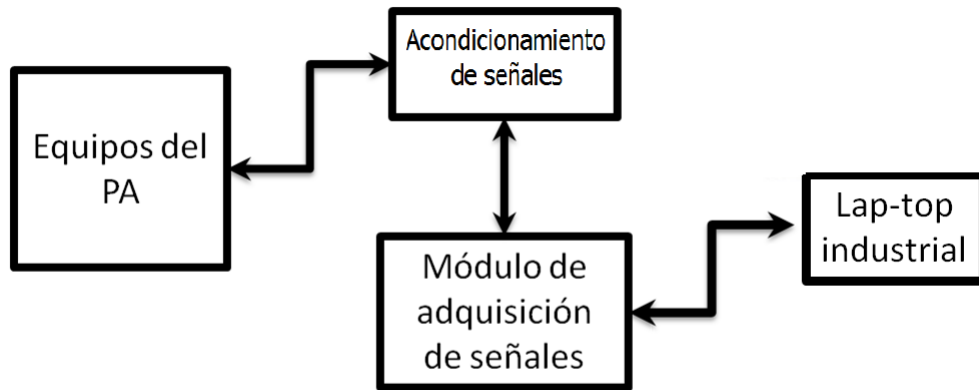 Acondicionamiento
de señales
Equipos del
PA
Módulo de
adquisición
de señales
Lap-top
industrial